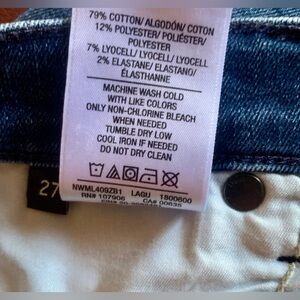 79% COTTON/ALGODÓN/ COTON
12% POLYESTER/ POLIÉSTER/
POLYESTER
7% LYOCELL/ LYOCELL/ LYOCELL
2% ELASTANE/ ELASTANO/
ÉLASTHANNE
MACHINE WASH COLD
WITH LIKE COLORS
ONLY NON-CHLORINE BLEACH
WHEN NEEDED
TUMBLE DRY LOW
COOL IRON IF NEEDED
DO NOT DRY CLEAN
NWML409ZB1 LAGU 1800800
RN# 107906 CA# 00835
27